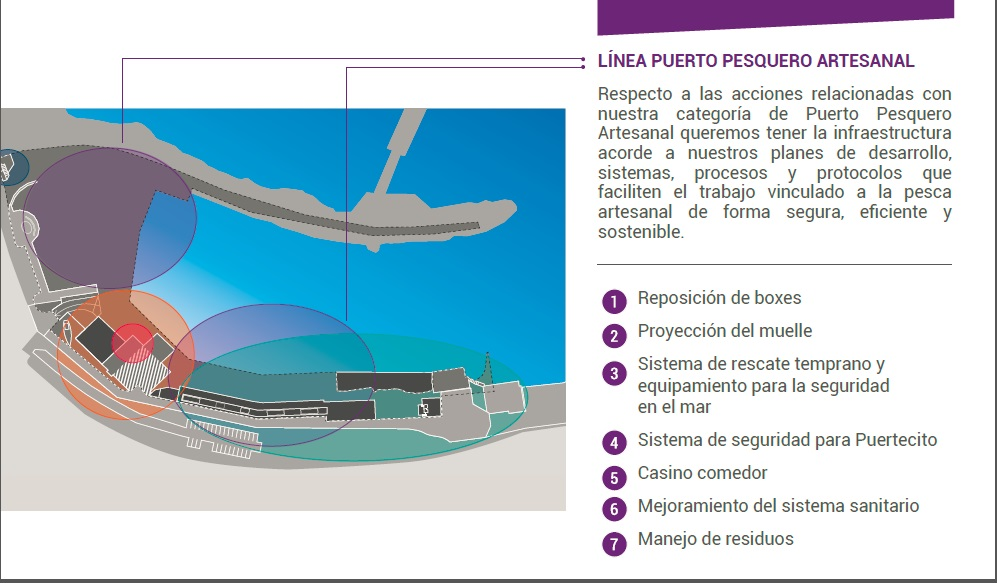 LÍNEA PUERTO PESQUERO ARTESANAL
Respecto a las acciones relacionadas con
nuestra categoría de Puerto Pesquero
Artesanal queremos tener la infraestructura
acorde a nuestros planes de desarrollo,
sistemas, procesos y protocolos que
faciliten el trabajo vinculado a la pesca
artesanal de forma segura, eficiente y
sostenible.
1 Reposición de boxes
2 Proyección del muelle
3 Sistema de rescate temprano y
equipamiento para la seguridad
en el mar
4 Sistema de seguridad para Puertecito
5 Casino comedor
6 Mejoramiento del sistema sanitario
7 Manejo de residuos